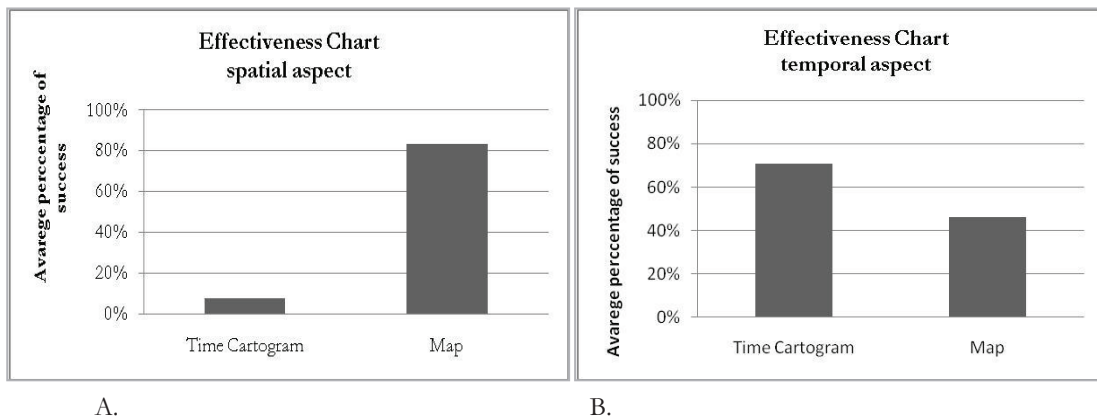 Effectiveness Chart
spatial aspect
Avarege perccentage of
success
100%
80%
60%
40%
20%
0%
Time Cartogram
Map
A.
Effectiveness Chart
temporal aspect
Avarege perccentage of success
100%
80%
60%
40%
20%
0%
Time Cartogram
Map
B.